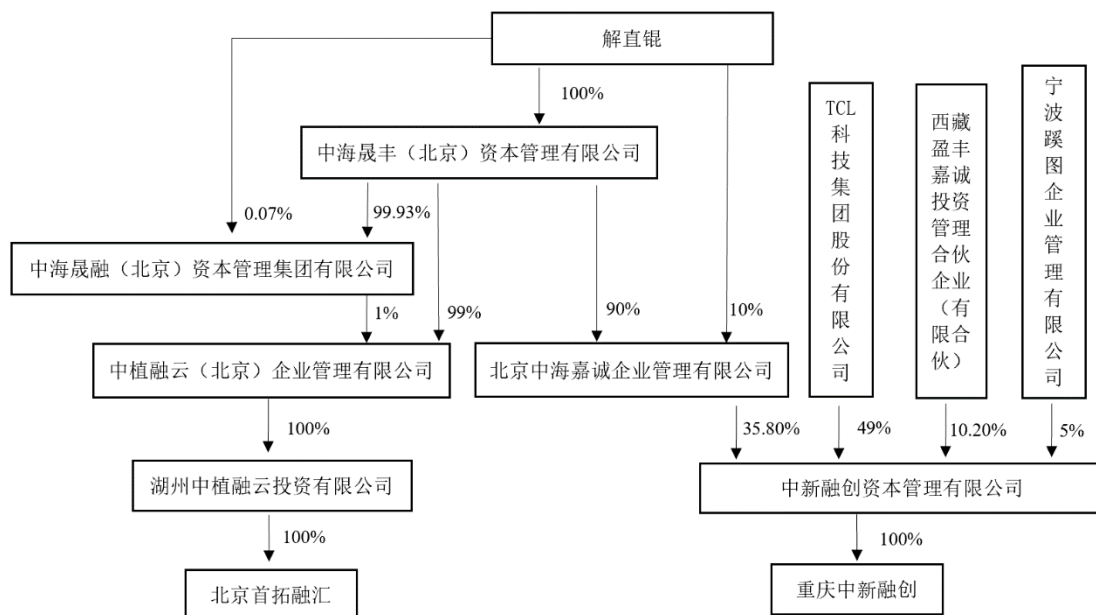 解直锟
100%
中海晟丰（北京）资本管理有限公司
TCL科技集团股份有限公司
西藏
盈丰
嘉诚
投资
管理
合伙
企业
（有
限合
伙）
宁波蹊图企业管理有限公司
0.07%
99.93%
中海晟融（北京）资本管理集团有限公司
1%
99%
90%
10%
中植融云（北京）企业管理有限公司
北京中海嘉诚企业管理有限公司
100%
35.80%
49%
10.20%
5%
湖州中植融云投资有限公司
中新融创资本管理有限公司
100%
100%
北京首拓融汇
重庆中新融创